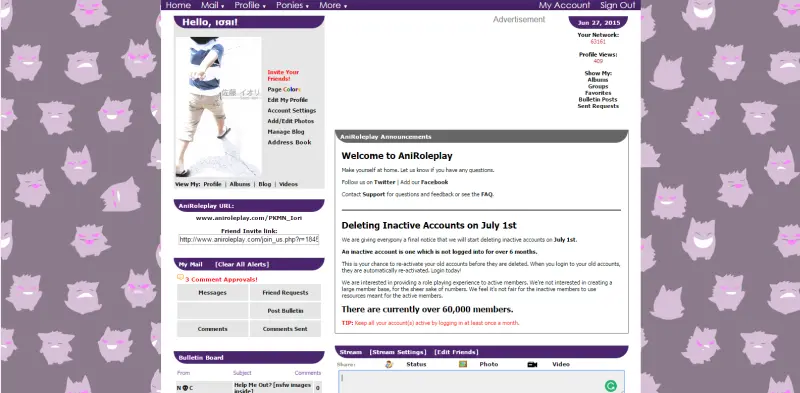 Home Mail ▾ Profile ▾ Ponies ▾ More ▾ My Account Sign Out
Hello, ισяι!
佐藤 イオリ
Invite Your
Friends!
Page Colors
Edit My Profile
Account Settings
Add/Edit Photos
Manage Blog
Address Book
View My: Profile | Albums | Blog | Videos
AniRoleplay URL:
www.aniroleplay.com/PKMN_Iori
Friend Invite link:
http://www.aniroleplay.com/join_us.php?r=1845
My Mail [Clear All Alerts]
3 Comment Approvals!
Messages Friend Requests
Post Bulletin
Comments Comments Sent
Bulletin Board
From Subject Comments
N C Help Me Out? [nsfw images
inside] 0
Advertisement
Jun 27, 2015
Your Network:
63161
Profile Views:
409
Show My:
Albums
Groups
Favorites
Bulletin Posts
Sent Requests
AniRoleplay Announcements
Welcome to AniRoleplay
Make yourself at home. Let us know if you have any questions.
Follow us on Twitter | Add our Facebook
Contact Support for questions and feedback or see the FAQ.
Deleting Inactive Accounts on July 1st
We are giving everypony a final notice that we will start deleting inactive accounts on July 1st.
An inactive account is one which is not logged into for over 6 months.
This is your chance to re-activate your old accounts before they are deleted. When you login to your old accounts,
they are automatically re-activated. Login today!
We are interested in providing a role playing experience to active members. We're not interested in creating a
large member base, for the sheer sake of numbers. We feel it's not fair for the inactive members to use
resources meant for the active members.
There are currently over 60,000 members.
TIP: Keep all your account(s) active by logging in at least once a month.
Stream [Stream Settings] [Edit Friends]
Share: Status Photo Video